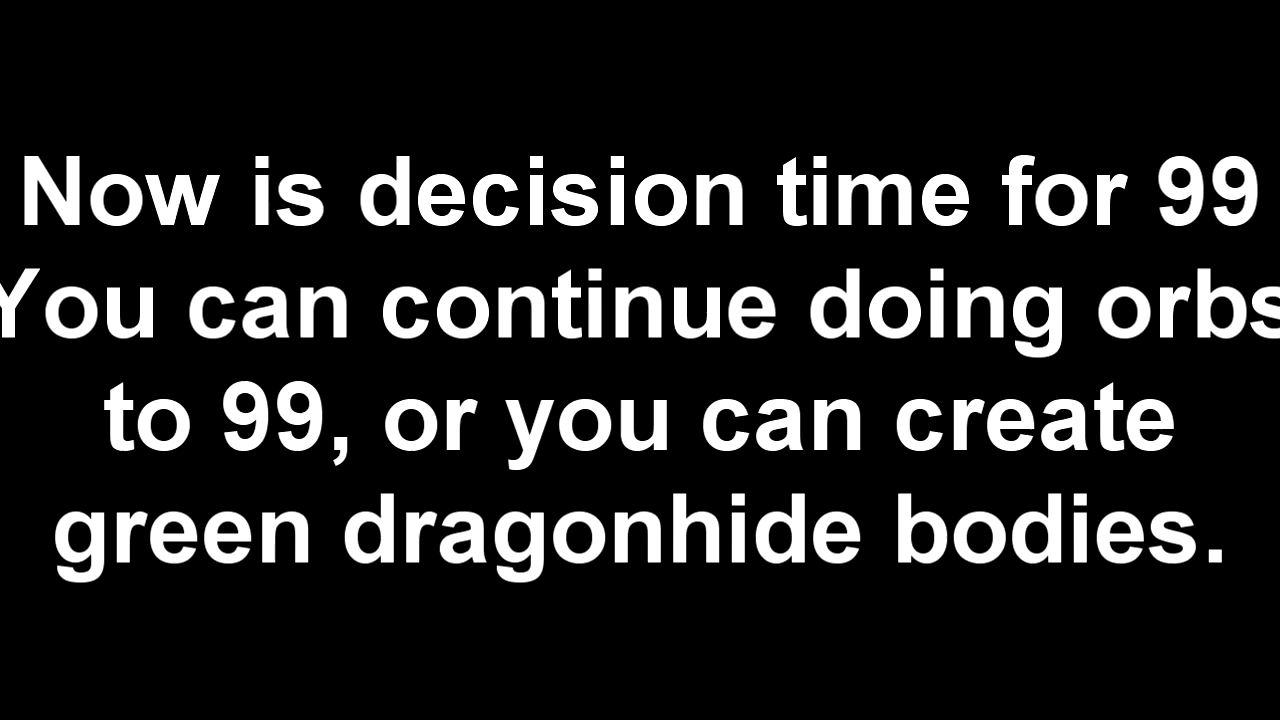 Now is decision time for 99
You can continue doing orbs
to 99, or you can create
green dragonhide bodies.